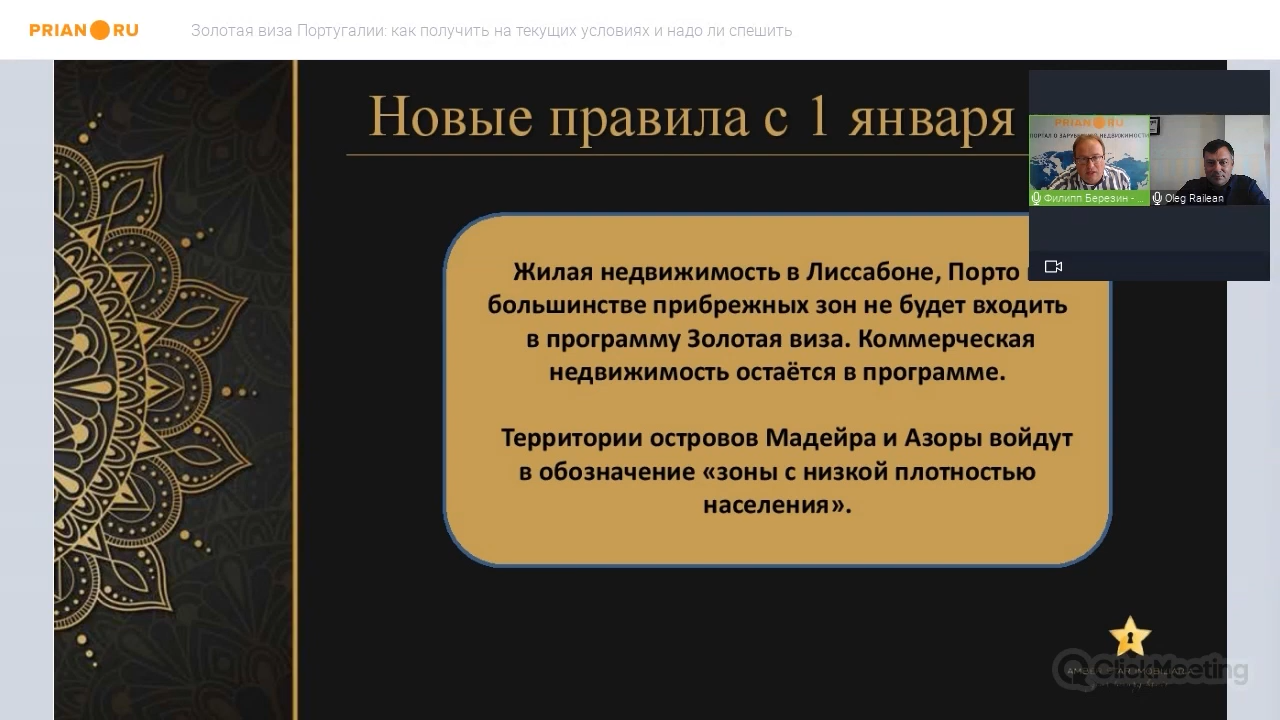 PRIAN RU
Золотая виза Португалии: как получить на текущих условиях и надо ли спешить
Новые правила с 1 января
PRIAN RU
Филипп Березин - ...
Oleg Railean
Жилая недвижимость в Лиссабоне, Порто
большинстве прибрежных зон не будет входить
в программу Золотая виза. Коммерческая
недвижимость остаётся в программе.
Территории островов Мадейра и Азоры войдут
в обозначение «зоны с низкой плотностью
населения».
ClickMeeting